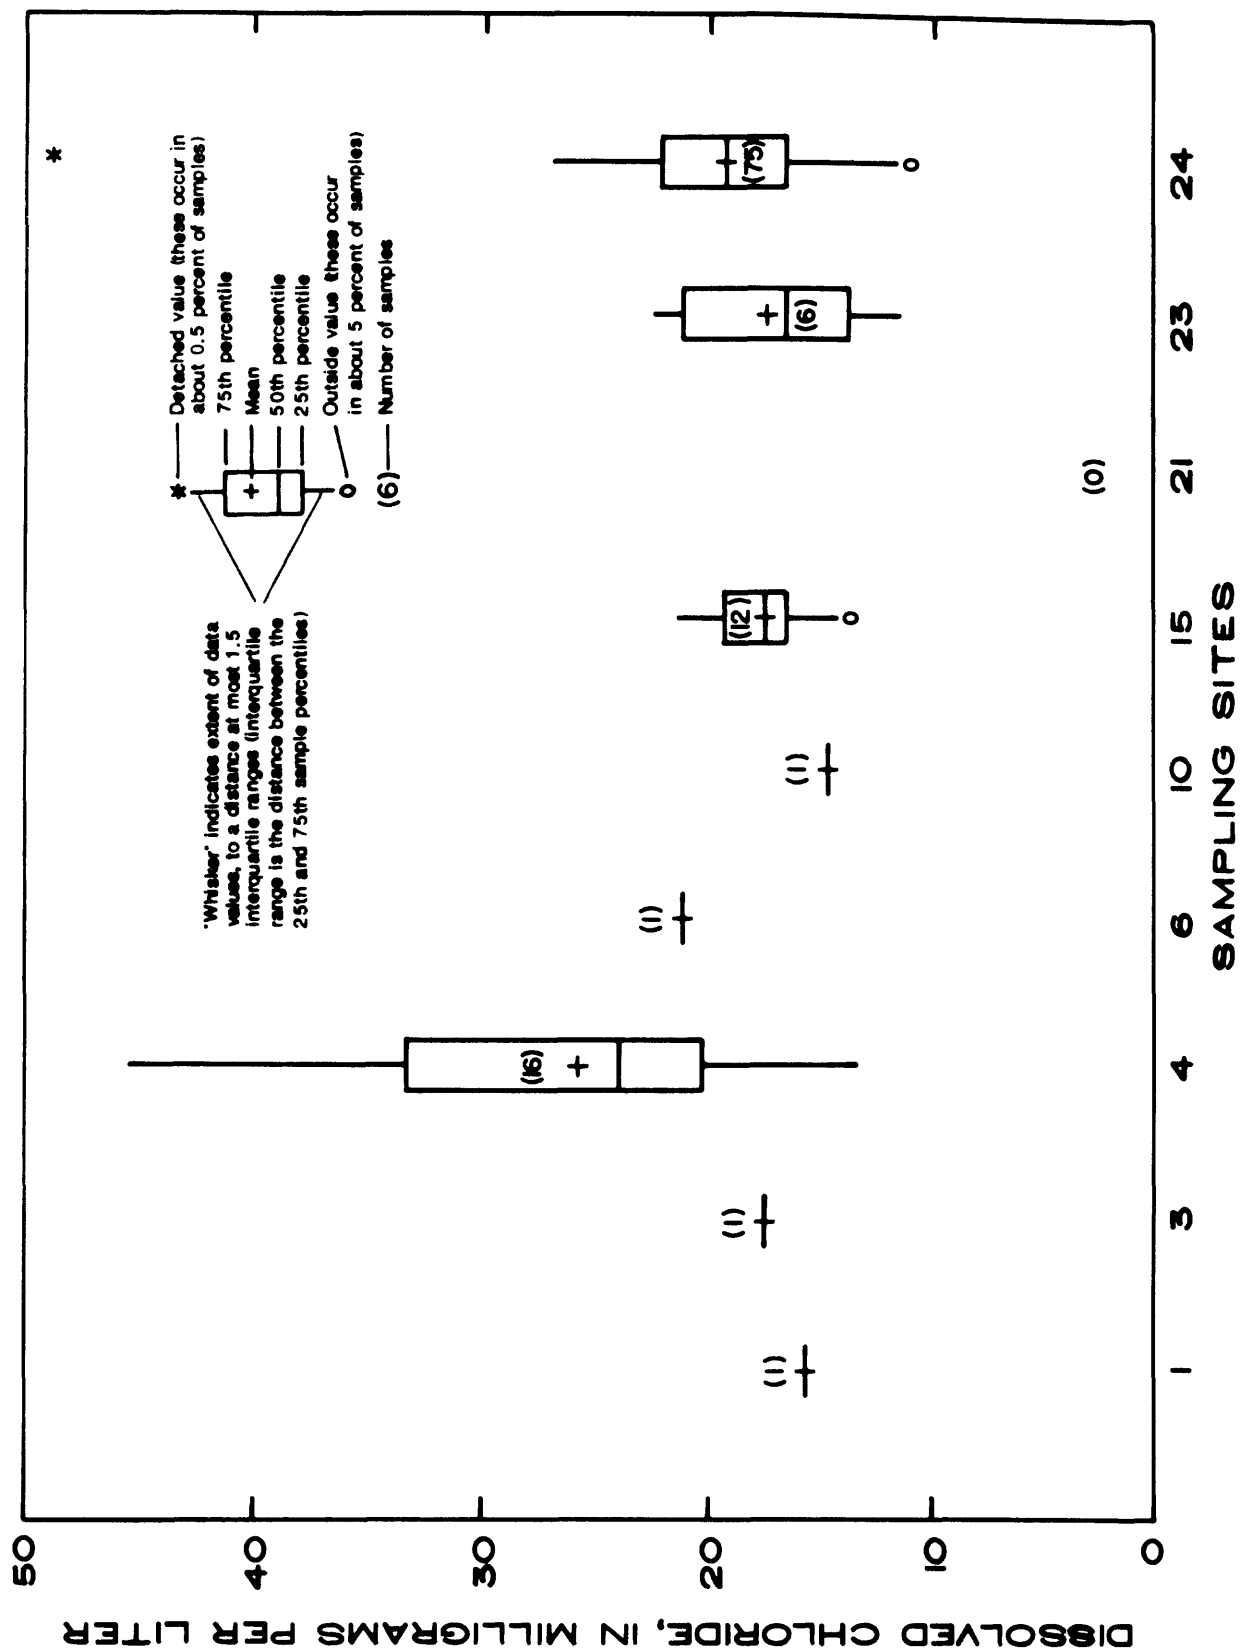 DISSOLVED CHLORIDE, IN MILLIGRAMS PER LITER
50
40
30
20
10
0
*
"Whisker" indicates extent of data
values, to a distance at most 1.5
interquartile ranges (interquartile
range is the distance between the
25th and 75th sample percentiles)
* Detached value (these occur in
about 0.5 percent of samples)
75th percentile
+ Mean
50th percentile
25th percentile
o Outside value (these occur
in about 5 percent of samples)
(6) Number of samples
(1)
(1)
(16)
(1)
(1)
(12)
(0)
(6)
(75)
1 3 4 6 10 15 21 23 24
SAMPLING SITES